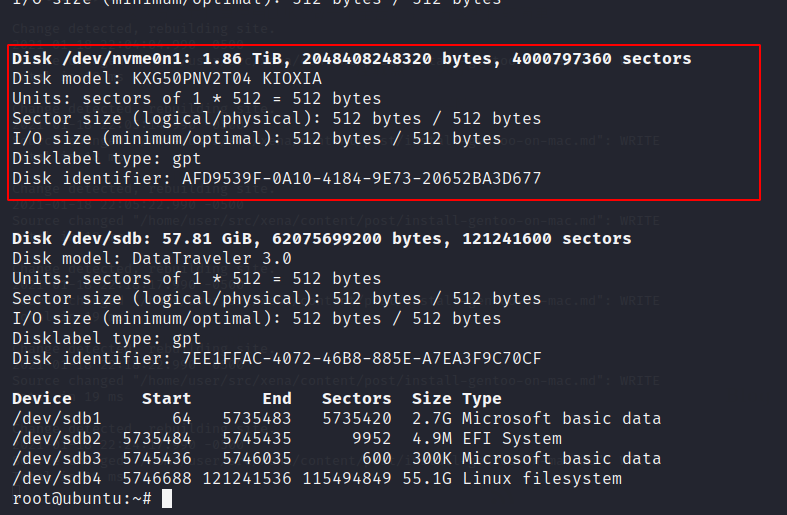 I/O size (minimum/optimal): 512 bytes / 512 bytes
Disk /dev/nvme0n1: 1.86 TiB, 2048408248320 bytes, 4000797360 sectors
Disk model: KXG50PNV2T04 KIOXIA
Units: sectors of 1 * 512 = 512 bytes
Sector size (logical/physical): 512 bytes / 512 bytes
I/O size (minimum/optimal): 512 bytes / 512 bytes
Disklabel type: gpt
Disk identifier: AFD9539F-0A10-4184-9E73-20652BA3D677
Disk /dev/sdb: 57.81 GiB, 62075699200 bytes, 121241600 sectors
Disk model: DataTraveler 3.0
Units: sectors of 1 * 512 = 512 bytes
Sector size (logical/physical): 512 bytes / 512 bytes
I/O size (minimum/optimal): 512 bytes / 512 bytes
Disklabel type: gpt
Disk identifier: 7EE1FFAC-4072-46B8-885E-A7EA3F9C70CF
Device Start End Sectors Size Type
/dev/sdb1 64 5735483 5735420 2.7G Microsoft basic data
/dev/sdb2 5735484 5745435 9952 4.9M EFI System
/dev/sdb3 5745436 5746035 600 300K Microsoft basic data
/dev/sdb4 5746688 121241536 115494849 55.1G Linux filesystem
root@ubuntu:~#